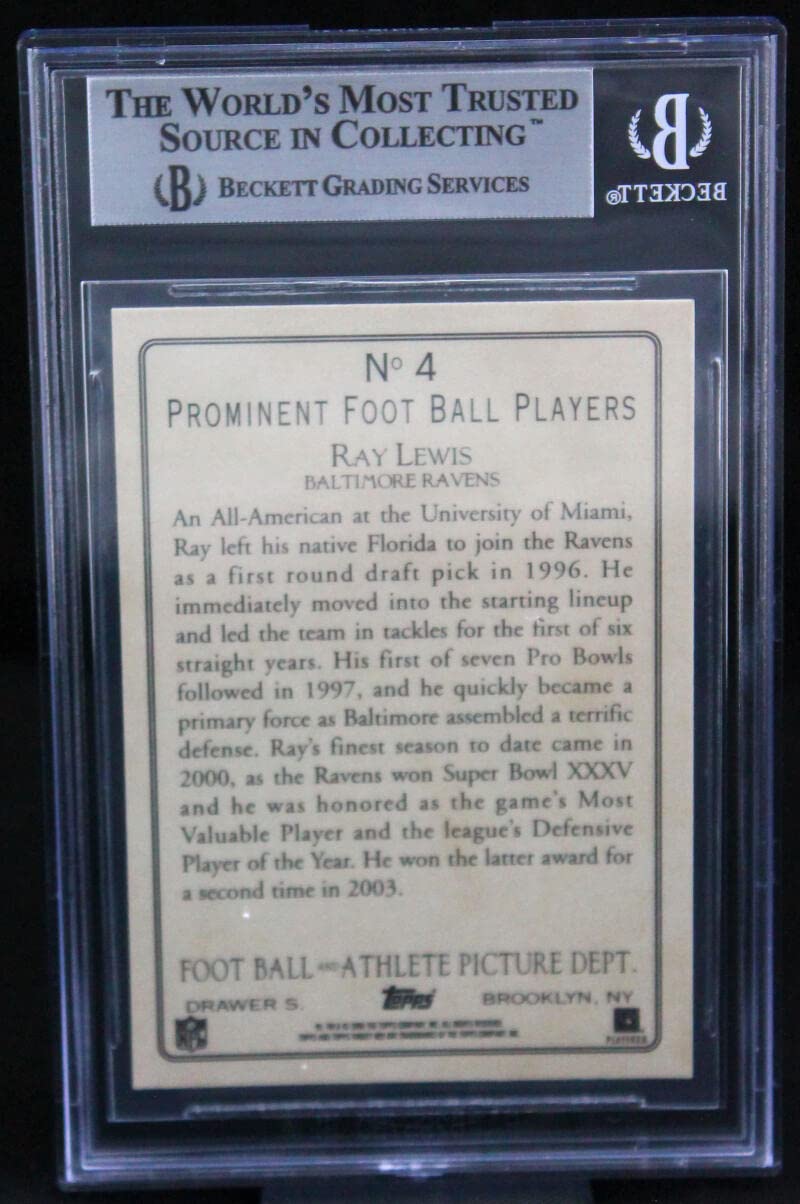 THE WORLD'S MOST TRUSTED
SOURCE IN COLLECTING™
B BECKETT GRADING SERVICES
B
BECKETT®
Nº 4
PROMINENT FOOT BALL PLAYERS
RAY LEWIS
BALTIMORE RAVENS
An All-American at the University of Miami,
Ray left his native Florida to join the Ravens
as a first round draft pick in 1996. He
immediately moved into the starting lineup
and led the team in tackles for the first of six
straight years. His first of seven Pro Bowls
followed in 1997, and he quickly became a
primary force as Baltimore assembled a terrific
defense. Ray's finest season to date came in
2000, as the Ravens won Super Bowl XXXV
and he was honored as the game's Most
Valuable Player and the league's Defensive
Player of the Year. He won the latter award for
a second time in 2003.
FOOT BALL AND ATHLETE PICTURE DEPT.
DRAWER S. Topps BROOKLYN, NY
NFL
PLAYERS